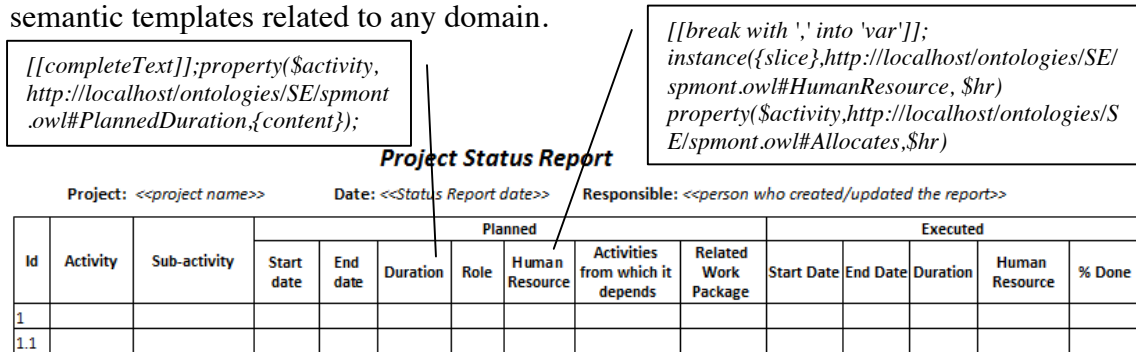 semantic templates related to any domain.
[[completeText]];property($activity,
http://localhost/ontologies/SE/spmont
.owl#PlannedDuration,{content});
[[break with ',' into 'var']];
instance({slice},http://localhost/ontologies/SE/
spmont.owl#HumanResource, $hr)
property($activity,http://localhost/ontologies/S
E/spmont.owl#Allocates,$hr)
Project Status Report
Project: <<project name>> Date: <<Status Report date>> Responsible: <<person who created/updated the report>>
Planned Executed
Id Activity Sub-activity Start date End date Duration Role Human Resource Activities from which it depends Related Work Package Start Date End Date Duration Human Resource % Done
1
1.1